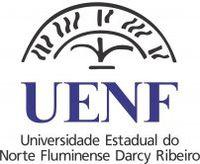 UENF
Universidade Estadual do
Norte Fluminense Darcy Ribeiro